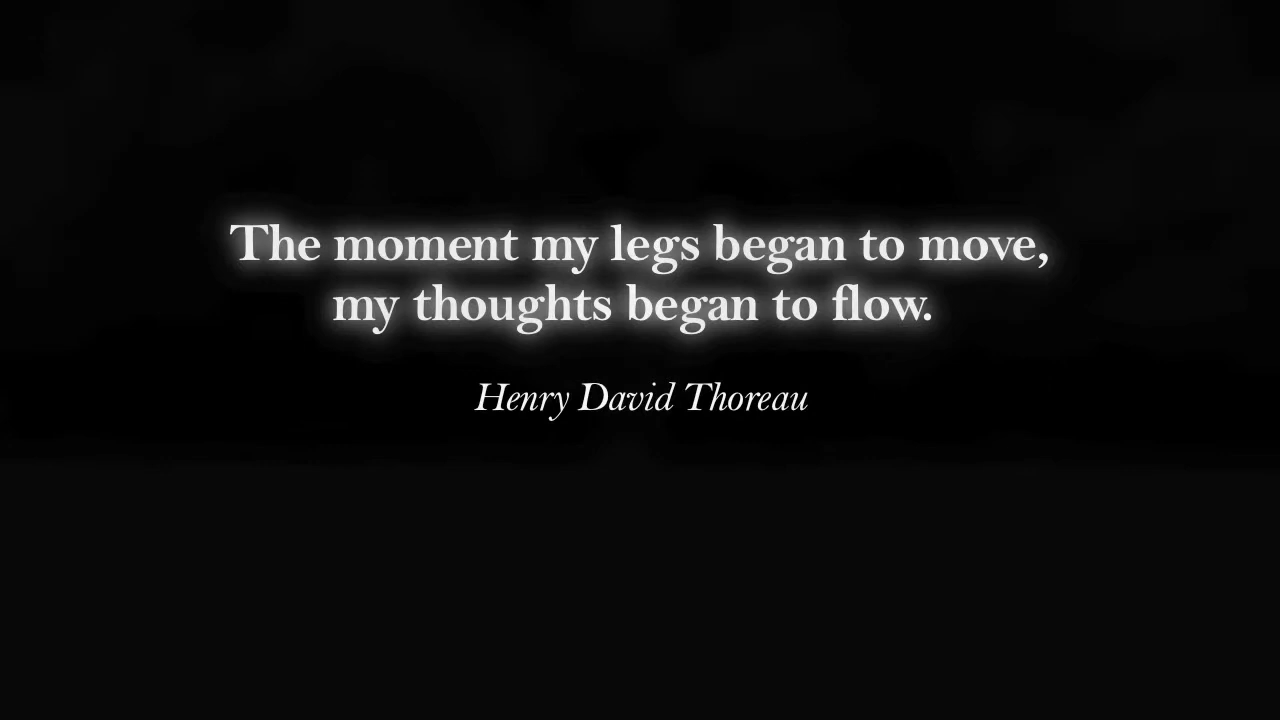 The moment my legs began to move,
my thoughts began to flow.
Henry David Thoreau